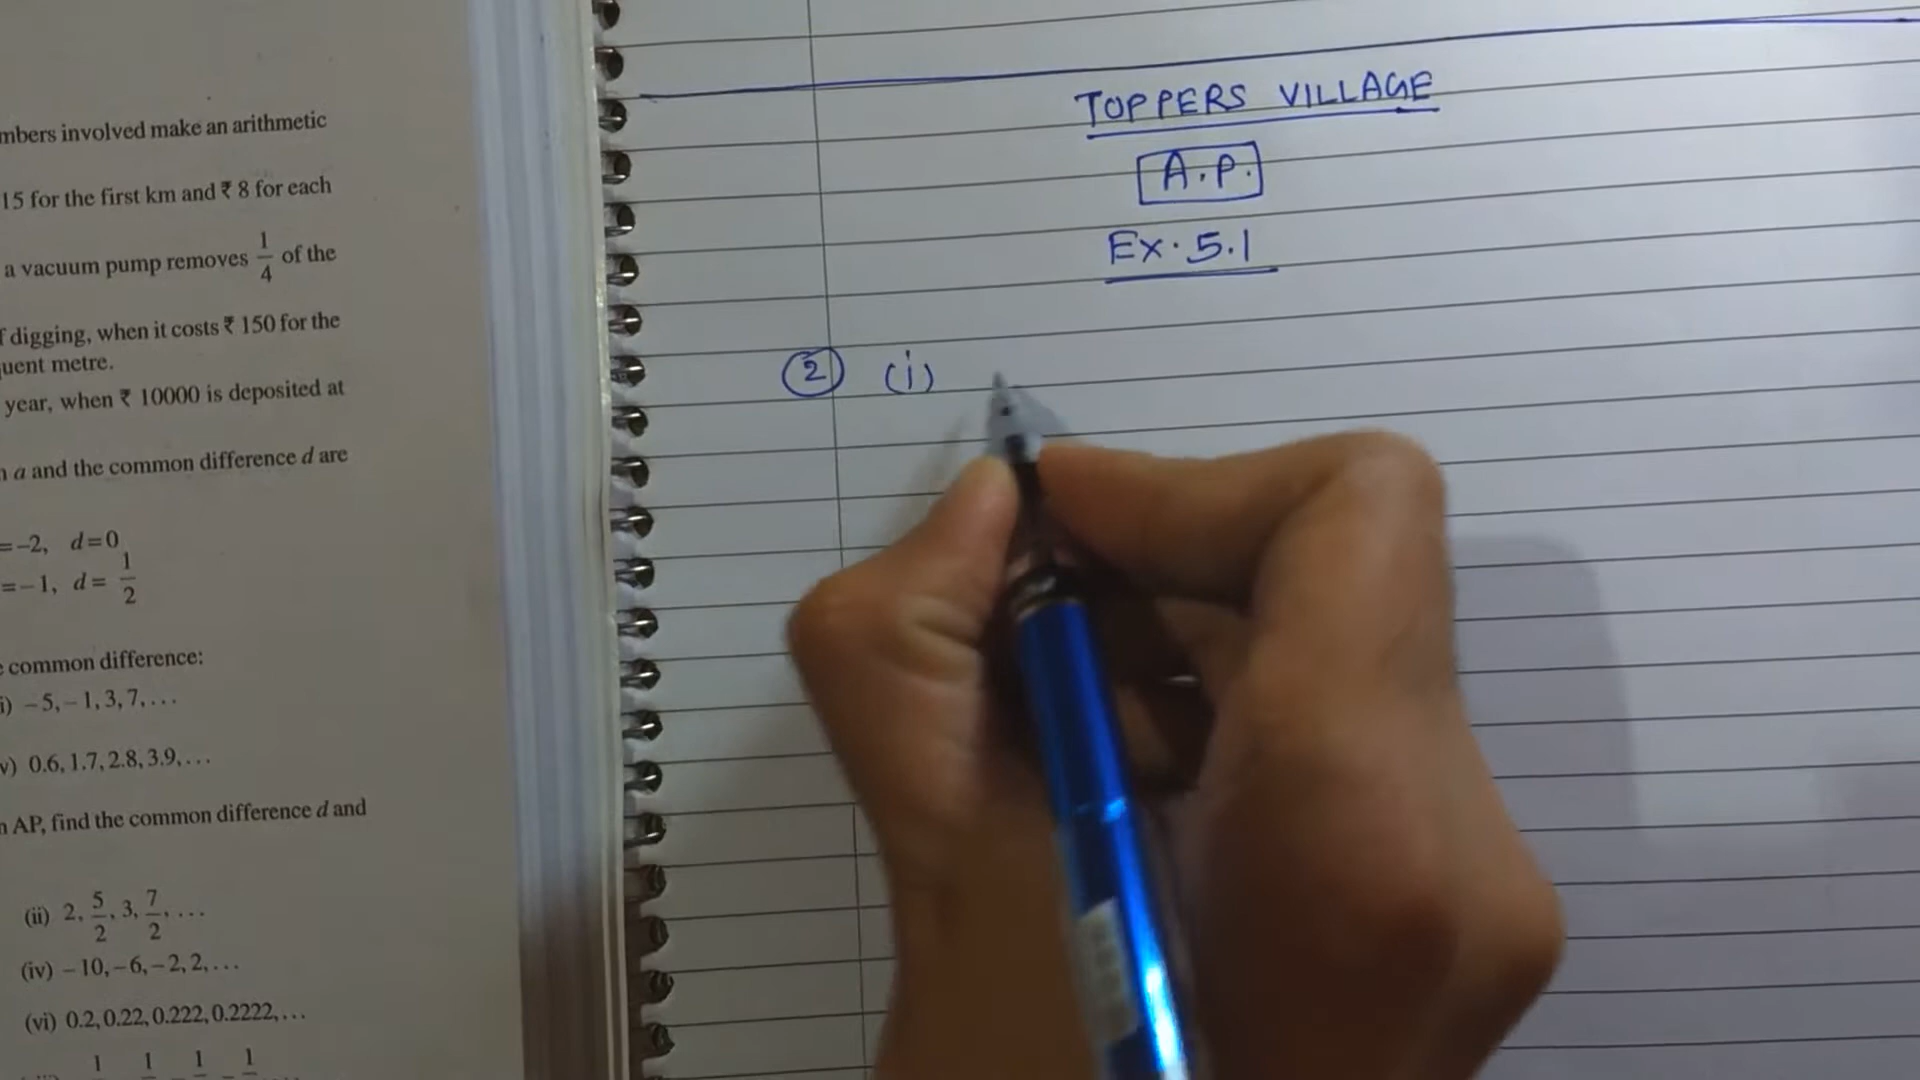 mbers involved make an arithmetic
15 for the first km and ₹ 8 for each
a vacuum pump removes 1/4 of the
digging, when it costs ₹ 150 for the
quent metre.
year, when ₹ 10000 is deposited at
a and the common difference d are
=-2, d=0
=-1, d= 1/2
common difference:
i) -5, -1, 3, 7, ...
v) 0.6, 1.7, 2.8, 3.9, ...
AP, find the common difference d and
(ii) 2, 5/2, 3, 7/2, ...
(iv) -10, -6, -2, 2, ...
(vi) 0.2, 0.22, 0.222, 0.2222, ...
TOPPERS VILLAGE
A.P.
Ex. 5.1
2 (i)